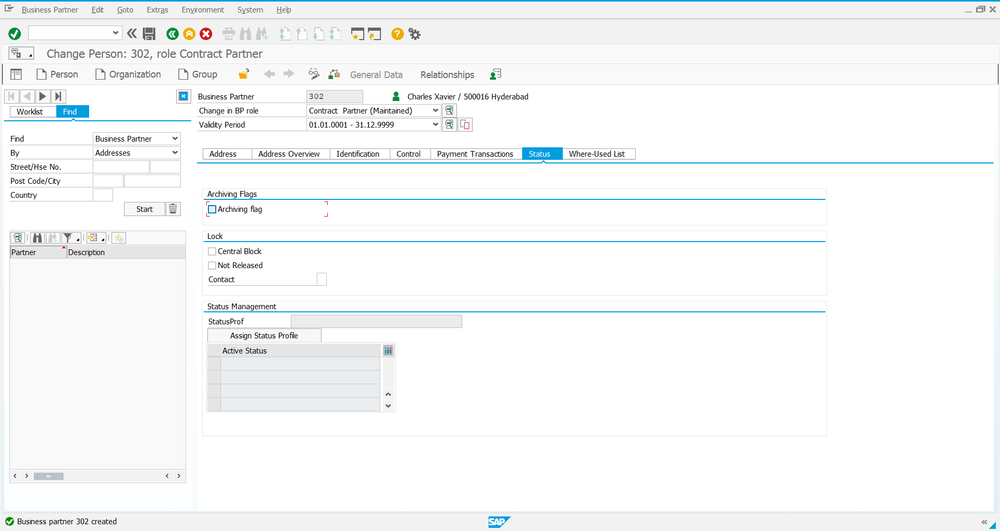 Business Partner Edit Goto Extras Environment System Help
Change Person: 302, role Contract Partner
Person Organization Group General Data Relationships
Business Partner 302 Charles Xavier / 500016 Hyderabad
Worklist Find
Change in BP role Contract Partner (Maintained)
Validity Period 01.01.0001 - 31.12.9999
Find Business Partner
By Addresses
Street/Hse No.
Post Code/City
Country
Start
Partner Description
Address Address Overview Identification Control Payment Transactions Status Where-Used List
Archiving Flags
Archiving flag
Lock
Central Block
Not Released
Contact
Status Management
StatusProf
Assign Status Profile
Active Status
Business partner 302 created
SAP